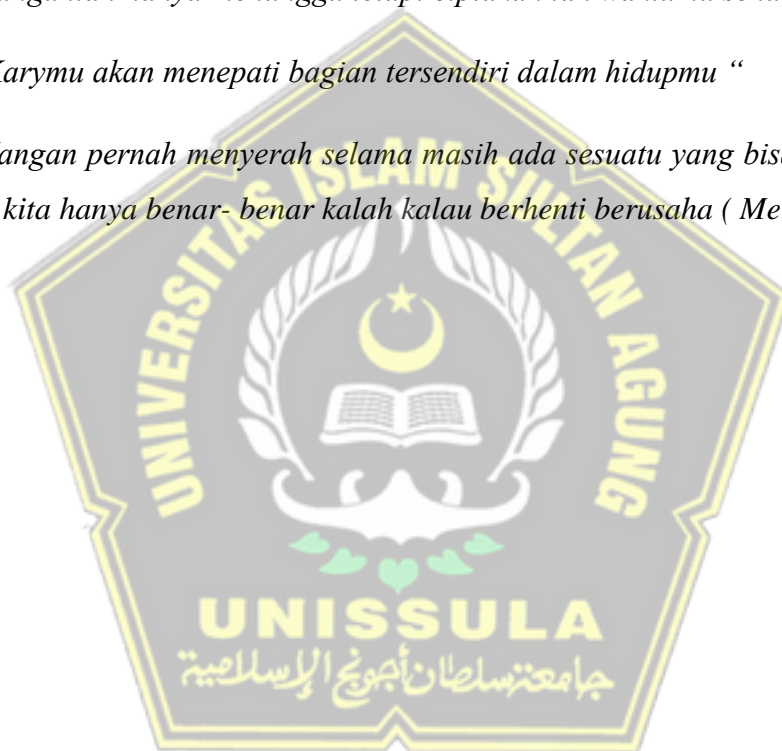 Karymu akan menepati bagian tersendiri dalam hidupmu “
Jangan pernah menyerah selama masih ada sesuatu yang bisa
kita hanya benar- benar kalah kalau berhenti berusaha ( Me
UNIVERSITAS ISLAM SULTAN AGUNG
UNISSULA
جامعة سلطان أجونج الإسلامية